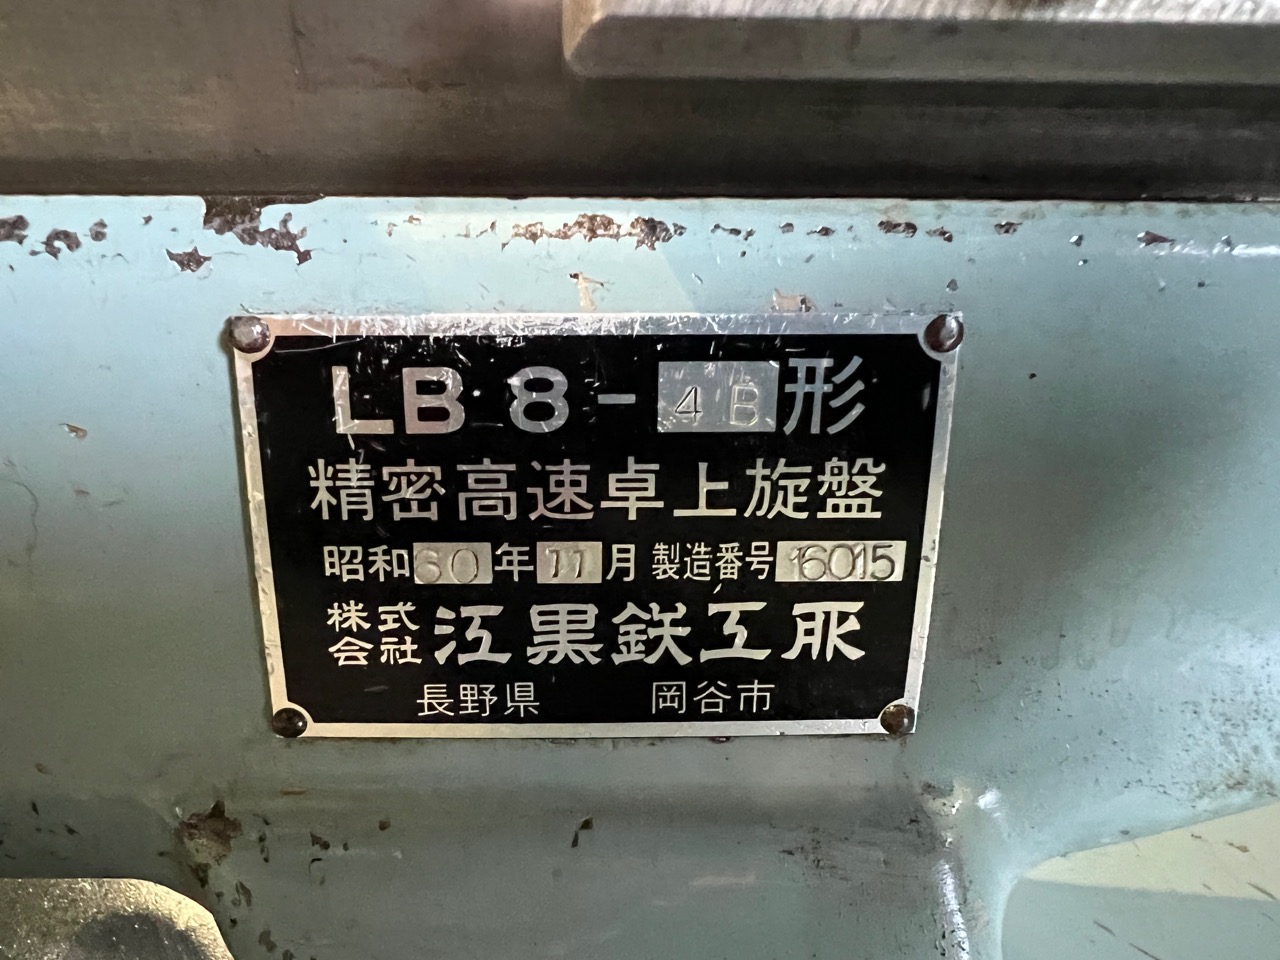 LB 8-4B形
精密高速卓上旋盤
昭和60年11月 製造番号 16015
株式会社 江黒鉄工所
長野県 岡谷市